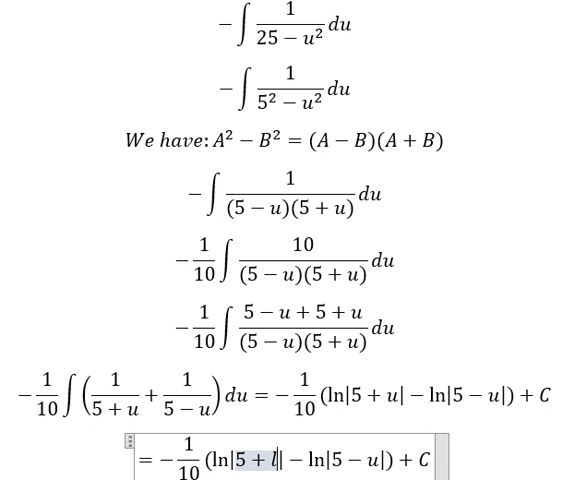 − ∫ 1/(25 − u²) du
− ∫ 1/(5² − u²) du
We have: A² − B² = (A − B)(A + B)
− ∫ 1/((5 − u)(5 + u)) du
− 1/10 ∫ 10/((5 − u)(5 + u)) du
− 1/10 ∫ (5 − u + 5 + u)/((5 − u)(5 + u)) du
− 1/10 ∫ (1/(5 + u) + 1/(5 − u)) du = − 1/10 (ln|5 + u| − ln|5 − u|) + C
= − 1/10 (ln|5 + l| − ln|5 − u|) + C